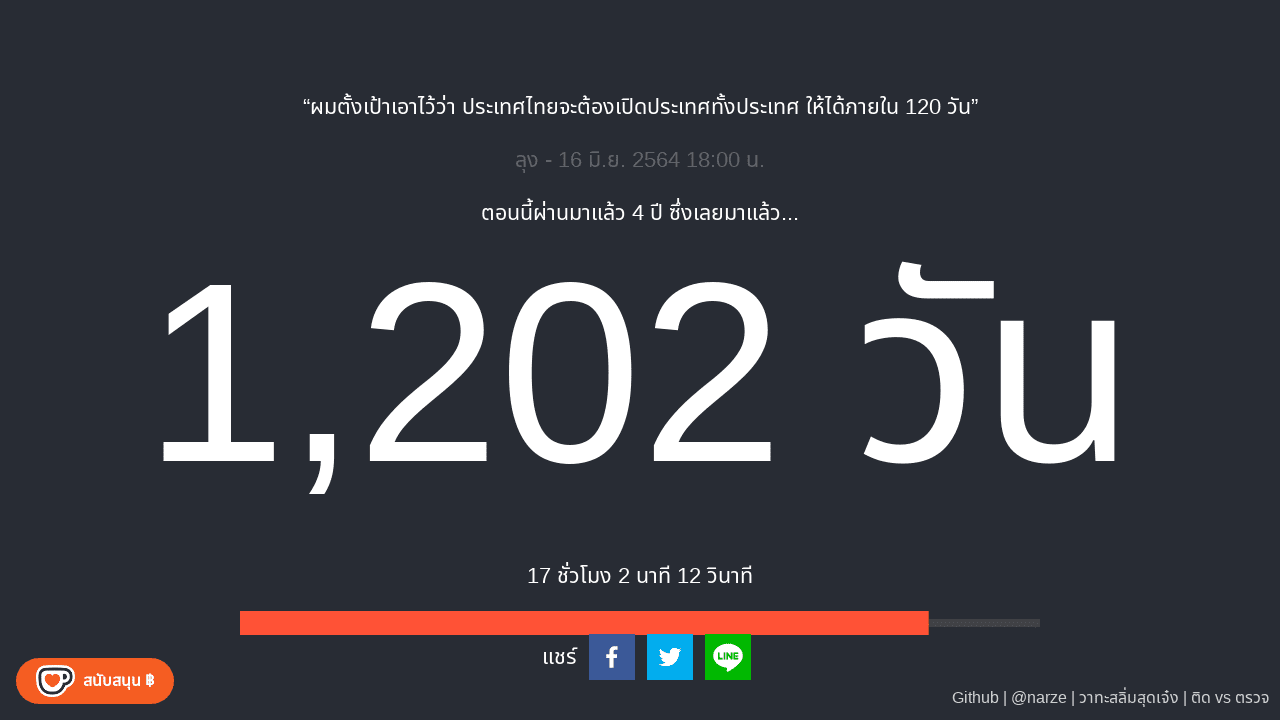 “ผมตั้งเป้าเอาไว้ว่า ประเทศไทยจะต้องเปิดประเทศทั้งประเทศ ให้ได้ภายใน 120 วัน”
ลุง - 16 มิ.ย. 2564 18:00 น.
ตอนนี้ผ่านมาแล้ว 4 ปี ซึ่งเลยมาแล้ว...
1,202 วัน
17 ชั่วโมง 2 นาที 12 วินาที
แชร์
LINE
สนับสนุน ฿
Github | @narze | วาทะสลิ่มสุดเจ๋ง | ติด vs ตรวจ